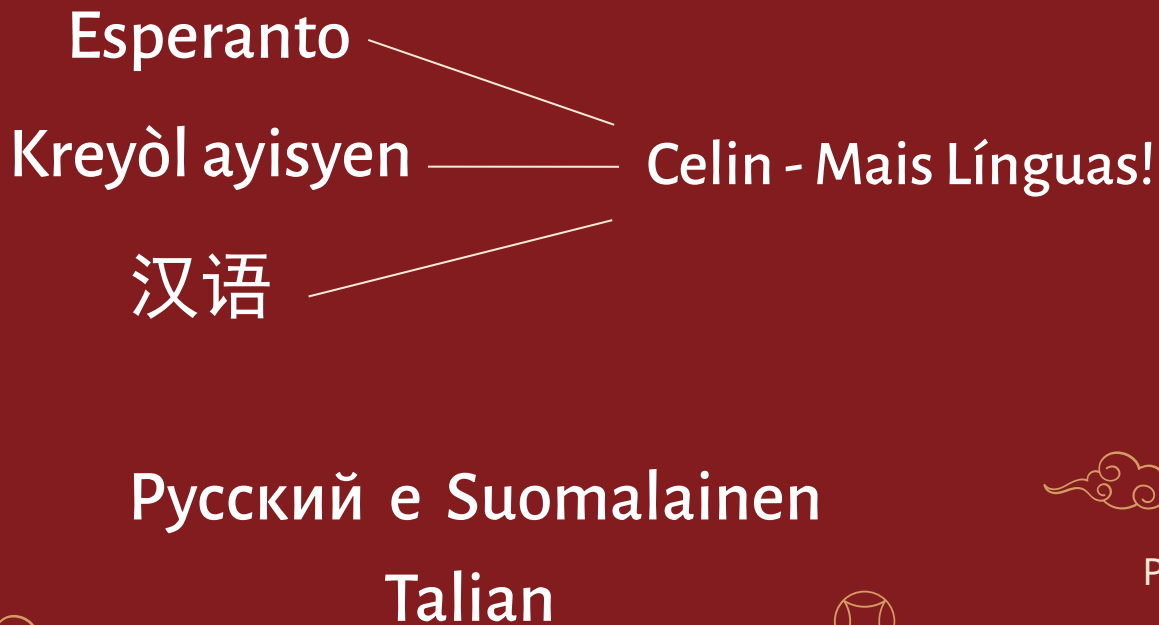 Esperanto
Kreyòl ayisyen
Celin - Mais Línguas!
汉语
Русский e Suomalainen
P
Talian